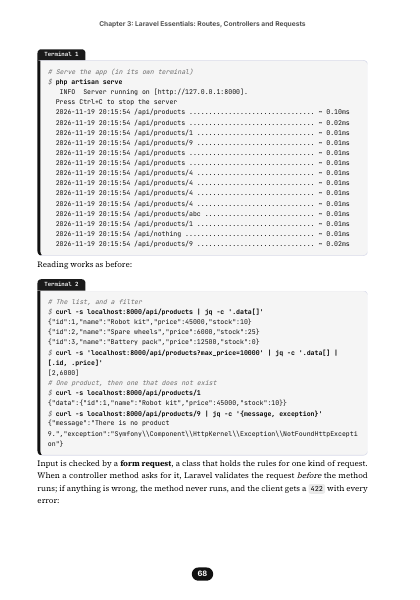 Chapter 3: Laravel Essentials: Routes, Controllers and Requests
Terminal 1
# Serve the app (in its own terminal)
$ php artisan serve
INFO  Server running on [http://127.0.0.1:8000].
Press Ctrl+C to stop the server
2026-11-19 20:15:54 /api/products ................................ ~ 0.10ms
2026-11-19 20:15:54 /api/products ................................ ~ 0.02ms
2026-11-19 20:15:54 /api/products/1 .............................. ~ 0.01ms
2026-11-19 20:15:54 /api/products/9 .............................. ~ 0.01ms
2026-11-19 20:15:54 /api/products ................................ ~ 0.01ms
2026-11-19 20:15:54 /api/products ................................ ~ 0.01ms
2026-11-19 20:15:54 /api/products/4 .............................. ~ 0.01ms
2026-11-19 20:15:54 /api/products/4 .............................. ~ 0.01ms
2026-11-19 20:15:54 /api/products/4 .............................. ~ 0.01ms
2026-11-19 20:15:54 /api/products/4 .............................. ~ 0.01ms
2026-11-19 20:15:54 /api/products/abc ............................ ~ 0.01ms
2026-11-19 20:15:54 /api/products/1 .............................. ~ 0.01ms
2026-11-19 20:15:54 /api/nothing ................................. ~ 0.01ms
2026-11-19 20:15:54 /api/products/9 .............................. ~ 0.01ms
Reading works as before:
Terminal 2
# The list, and a filter
$ curl -s localhost:8000/api/products | jq -c '.data[]'
{"id":1,"name":"Robot kit","price":45000,"stock":10}
{"id":2,"name":"Spare wheels","price":6000,"stock":25}
{"id":3,"name":"Battery pack","price":12500,"stock":0}
$ curl -s 'localhost:8000/api/products?max_price=10000' | jq -c '.data[] |
[.id, .price]'
[2,6000]
# One product, then one that does not exist
$ curl -s localhost:8000/api/products/1
{"data":{"id":1,"name":"Robot kit","price":45000,"stock":10}}
$ curl -s localhost:8000/api/products/9 | jq -c '{message, exception}'
{"message":"There is no product
9.","exception":"Symfony\\Component\\HttpKernel\\Exception\\NotFoundHttpExcepti
on"}
Input is checked by a form request, a class that holds the rules for one kind of request.
When a controller method asks for it, Laravel validates the request before the method
runs; if anything is wrong, the method never runs, and the client gets a 422 with every
error:
68